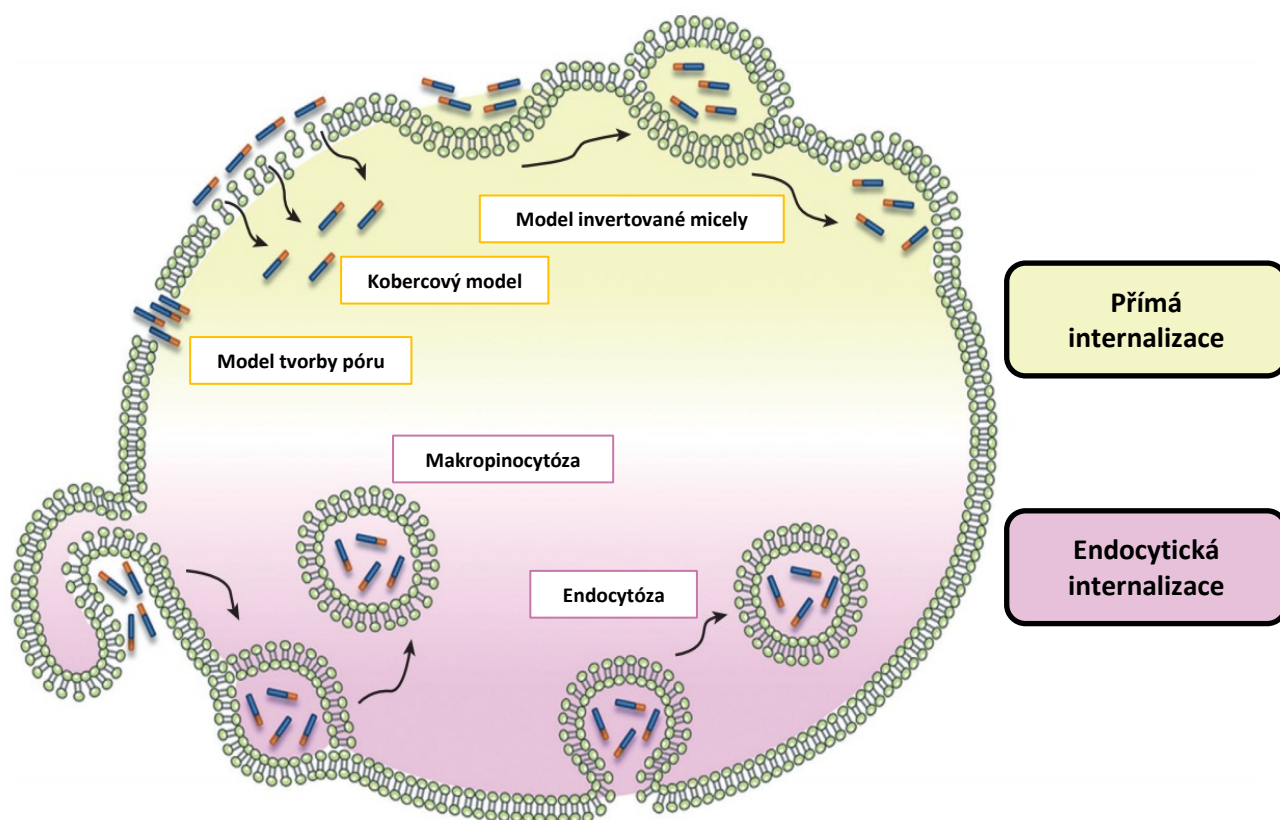 Model invertované micely
Kobercový model
Přímá
internalizace
Model tvorby póru
Makropinocytóza
Endocytická
internalizace
Endocytóza